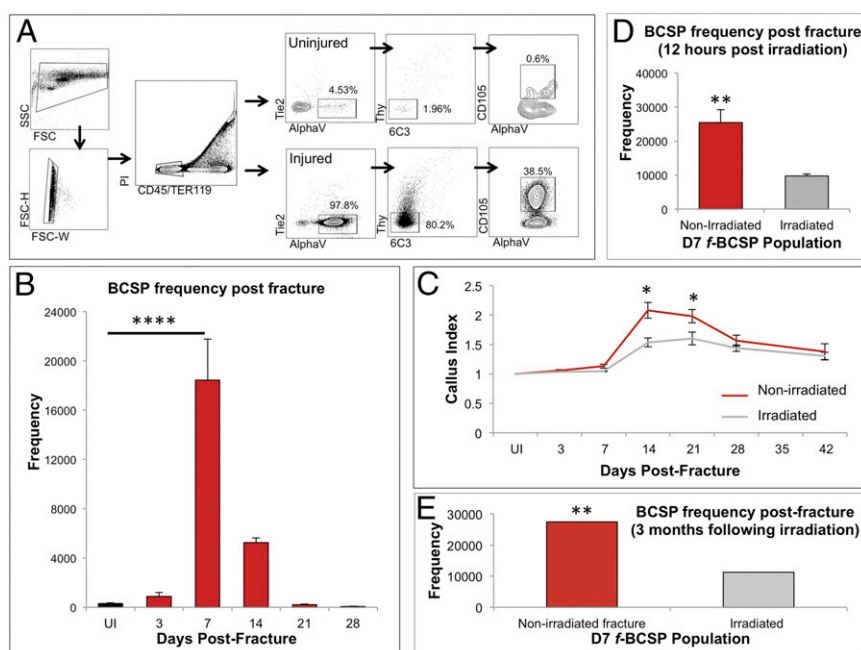 A
SSC
FSC
FSC-H
FSC-W
PI
CD45/TER119
Uninjured
Tie2
4.53%
AlphaV
Thy
1.96%
6C3
CD105
0.6%
AlphaV
Injured
Tie2
97.8%
AlphaV
Thy
80.2%
6C3
CD105
38.5%
AlphaV
B
BCSP frequency post fracture
Frequency
24000
20000
16000
12000
8000
4000
0
****
UI 3 7 14 21 28
Days Post-Fracture
D
BCSP frequency post fracture
(12 hours post irradiation)
Frequency
40000
30000
20000
10000
0
**
Non-Irradiated Irradiated
D7 f-BCSP Population
C
Callus Index
2.5
2
1.5
1
0.5
0
* *
Non-irradiated
Irradiated
UI 3 7 14 21 28 35 42
Days Post-Fracture
E
BCSP frequency post-fracture
(3 months following irradiation)
Frequency
30000
20000
10000
0
**
Non-irradiated fracture Irradiated
D7 f-BCSP Population